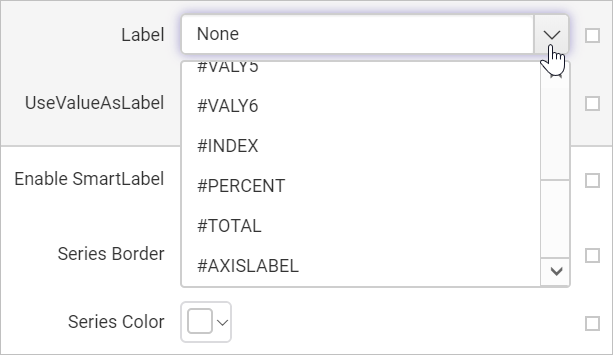 Label None
#VALY5
UseValueAsLabel #VALY6
#INDEX
Enable SmartLabel #PERCENT
#TOTAL
Series Border #AXISLABEL
Series Color